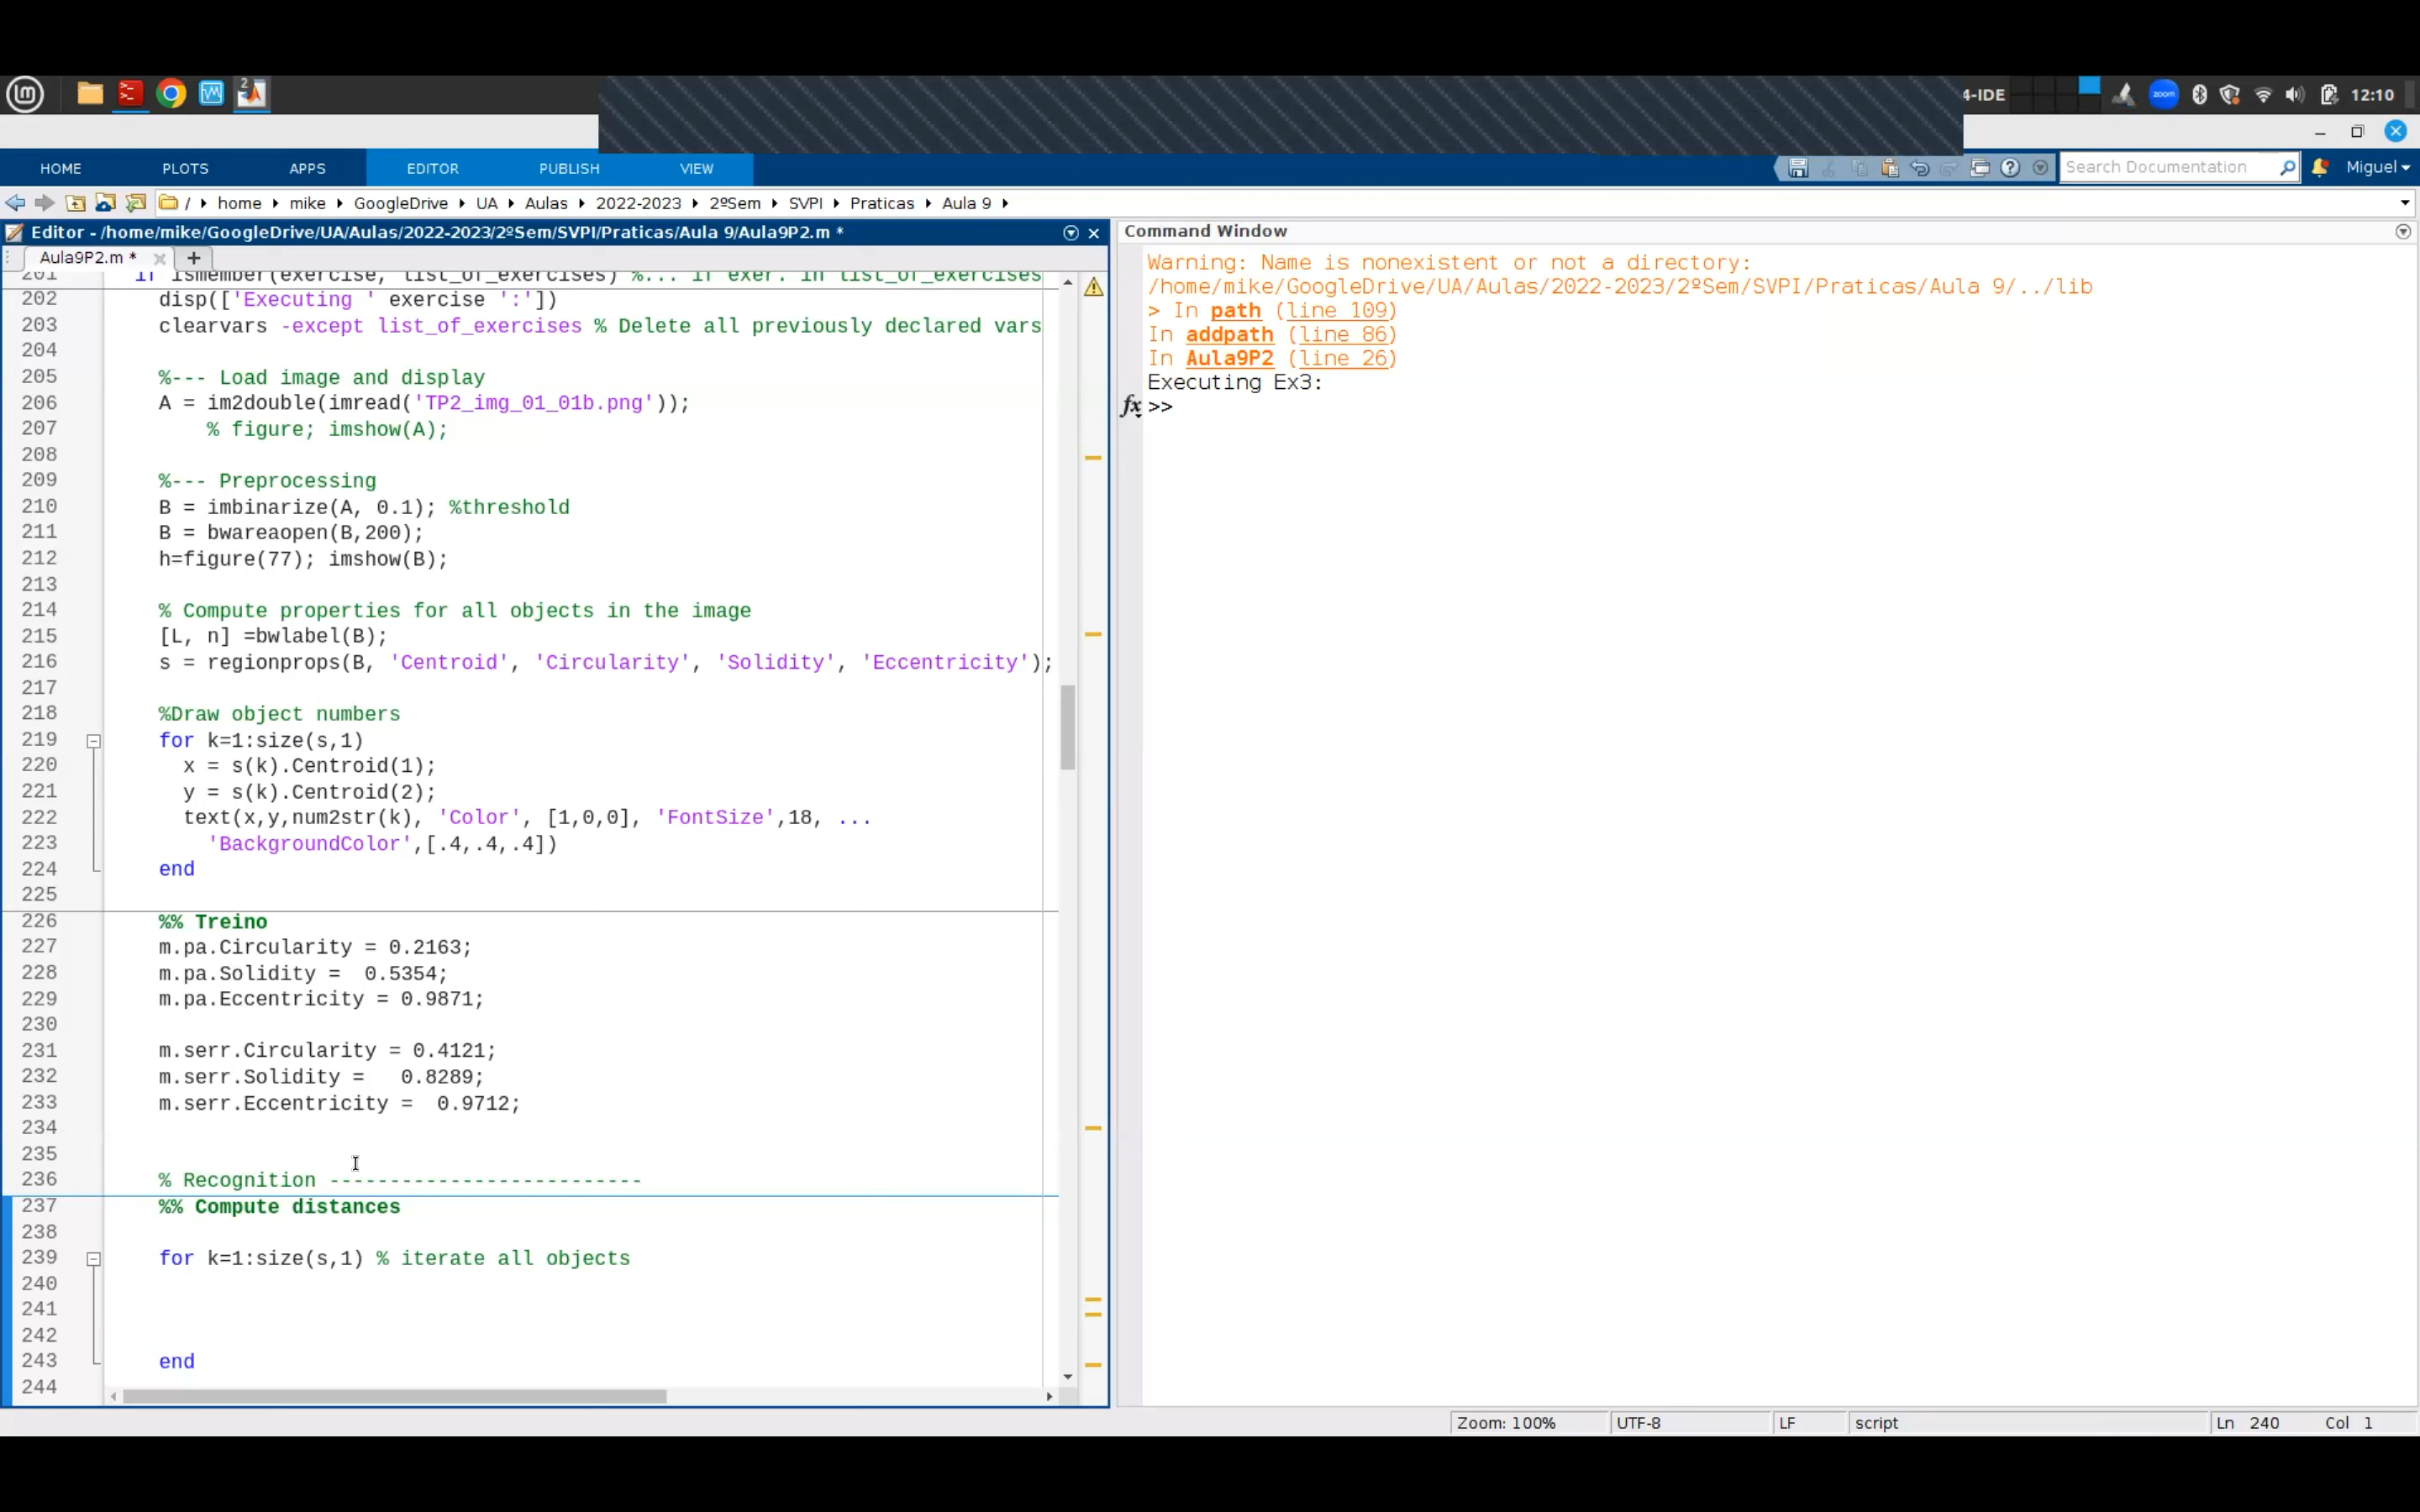 4-IDE
zoom
12:10
HOME PLOTS APPS EDITOR PUBLISH VIEW
Search Documentation
Miguel
/ home mike GoogleDrive UA Aulas 2022-2023 2ºSem SVPI Praticas Aula 9
Editor - /home/mike/GoogleDrive/UA/Aulas/2022-2023/2ºSem/SVPI/Praticas/Aula 9/Aula9P2.m *
Aula9P2.m *
201 if ismember(exercise, list_of_exercises) %... if exer. in list_of_exercises
202 disp(['Executing ' exercise ':'])
203 clearvars -except list_of_exercises % Delete all previously declared vars
204
205 %--- Load image and display
206 A = im2double(imread('TP2_img_01_01b.png'));
207 % figure; imshow(A);
208
209 %--- Preprocessing
210 B = imbinarize(A, 0.1); %threshold
211 B = bwareaopen(B,200);
212 h=figure(77); imshow(B);
213
214 % Compute properties for all objects in the image
215 [L, n] =bwlabel(B);
216 s = regionprops(B, 'Centroid', 'Circularity', 'Solidity', 'Eccentricity');
217
218 %Draw object numbers
219 for k=1:size(s,1)
220 x = s(k).Centroid(1);
221 y = s(k).Centroid(2);
222 text(x,y,num2str(k), 'Color', [1,0,0], 'FontSize',18, ...
223 'BackgroundColor',[.4,.4,.4])
224 end
225
226 %% Treino
227 m.pa.Circularity = 0.2163;
228 m.pa.Solidity = 0.5354;
229 m.pa.Eccentricity = 0.9871;
230
231 m.serr.Circularity = 0.4121;
232 m.serr.Solidity = 0.8289;
233 m.serr.Eccentricity = 0.9712;
234
235
236 % Recognition --------------------------
237 %% Compute distances
238
239 for k=1:size(s,1) % iterate all objects
240
241
242
243 end
244
Command Window
Warning: Name is nonexistent or not a directory:
/home/mike/GoogleDrive/UA/Aulas/2022-2023/2ºSem/SVPI/Praticas/Aula 9/../lib
> In path (line 109)
In addpath (line 86)
In Aula9P2 (line 26)
Executing Ex3:
fx >>
Zoom: 100% UTF-8 LF script Ln 240 Col 1